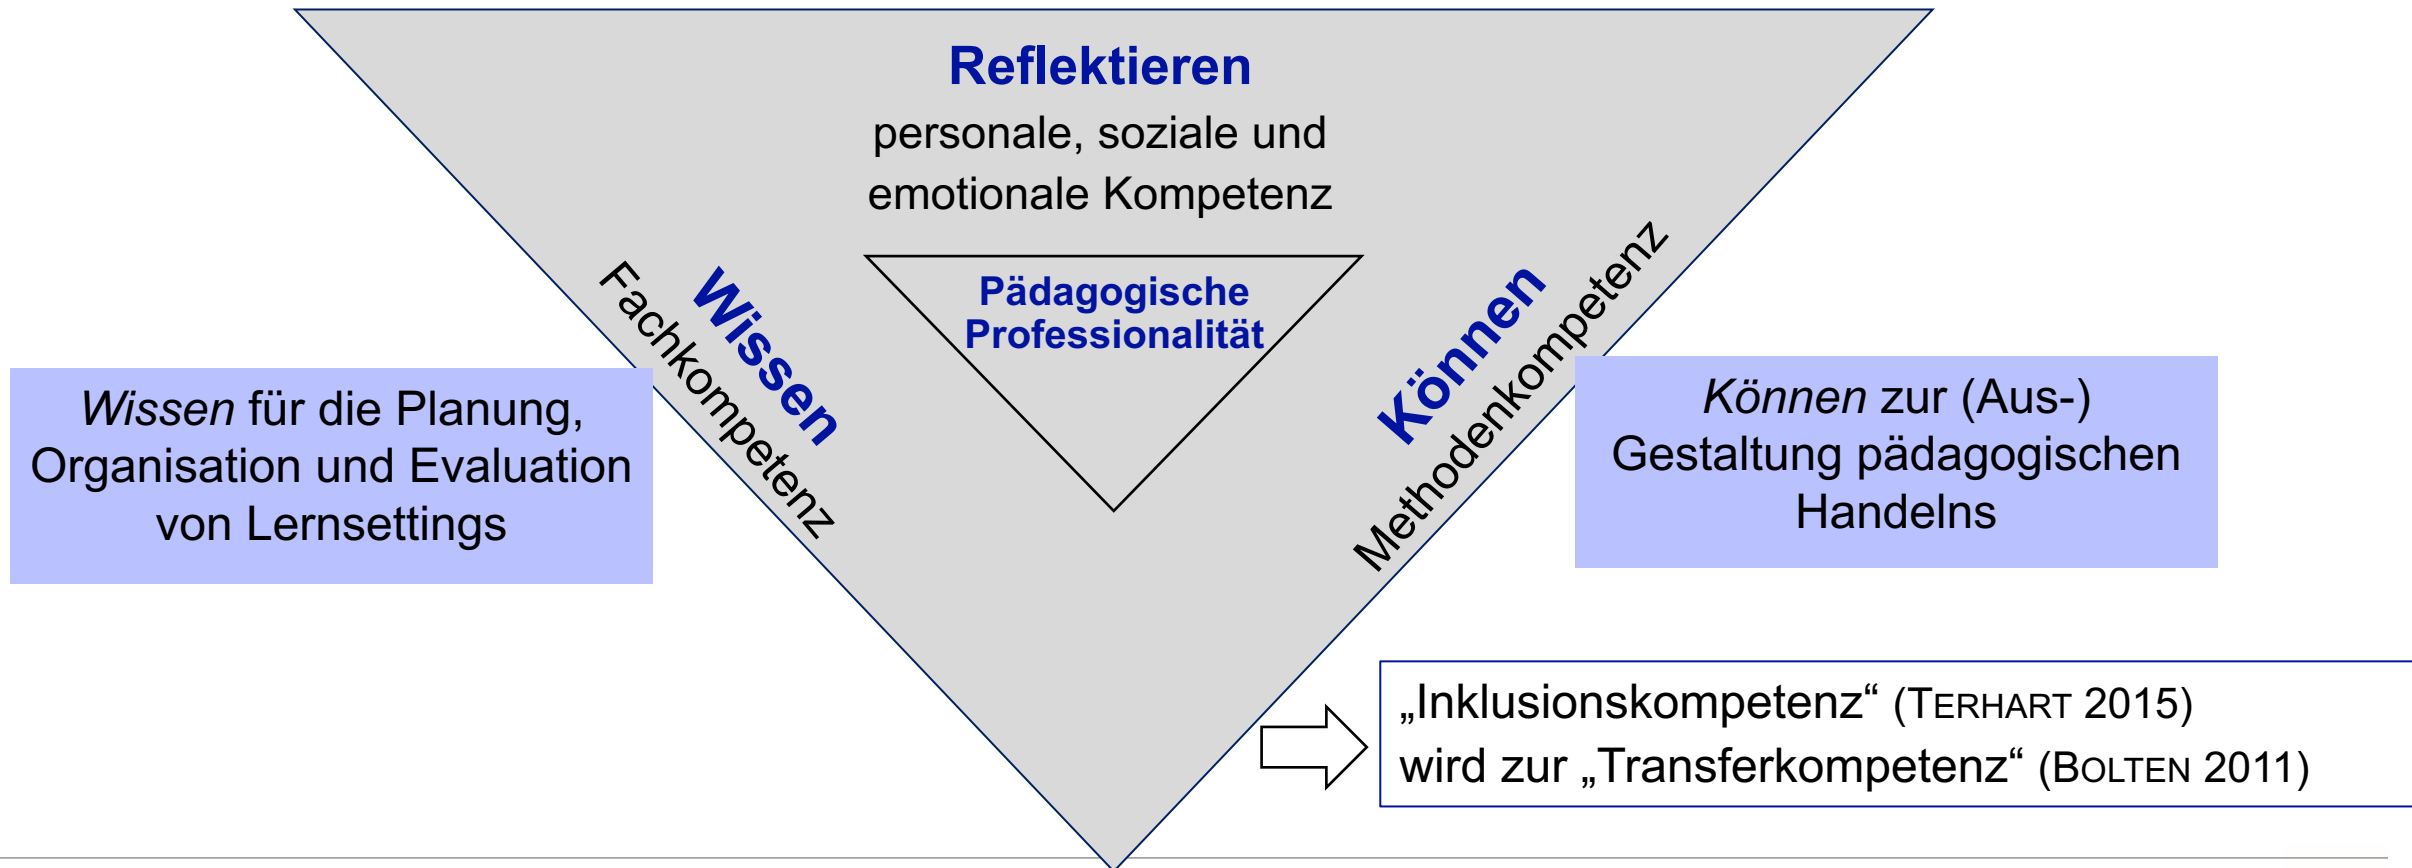 Reflektieren
personale, soziale und
emotionale Kompetenz
Pädagogische
Professionalität
Wissen
Fachkompetenz
Können
Methodenkompetenz
Wissen für die Planung,
Organisation und Evaluation
von Lernsettings
Können zur (Aus-)
Gestaltung pädagogischen
Handelns
„Inklusionskompetenz“ (TERHART 2015)
wird zur „Transferkompetenz“ (BOLTEN 2011)